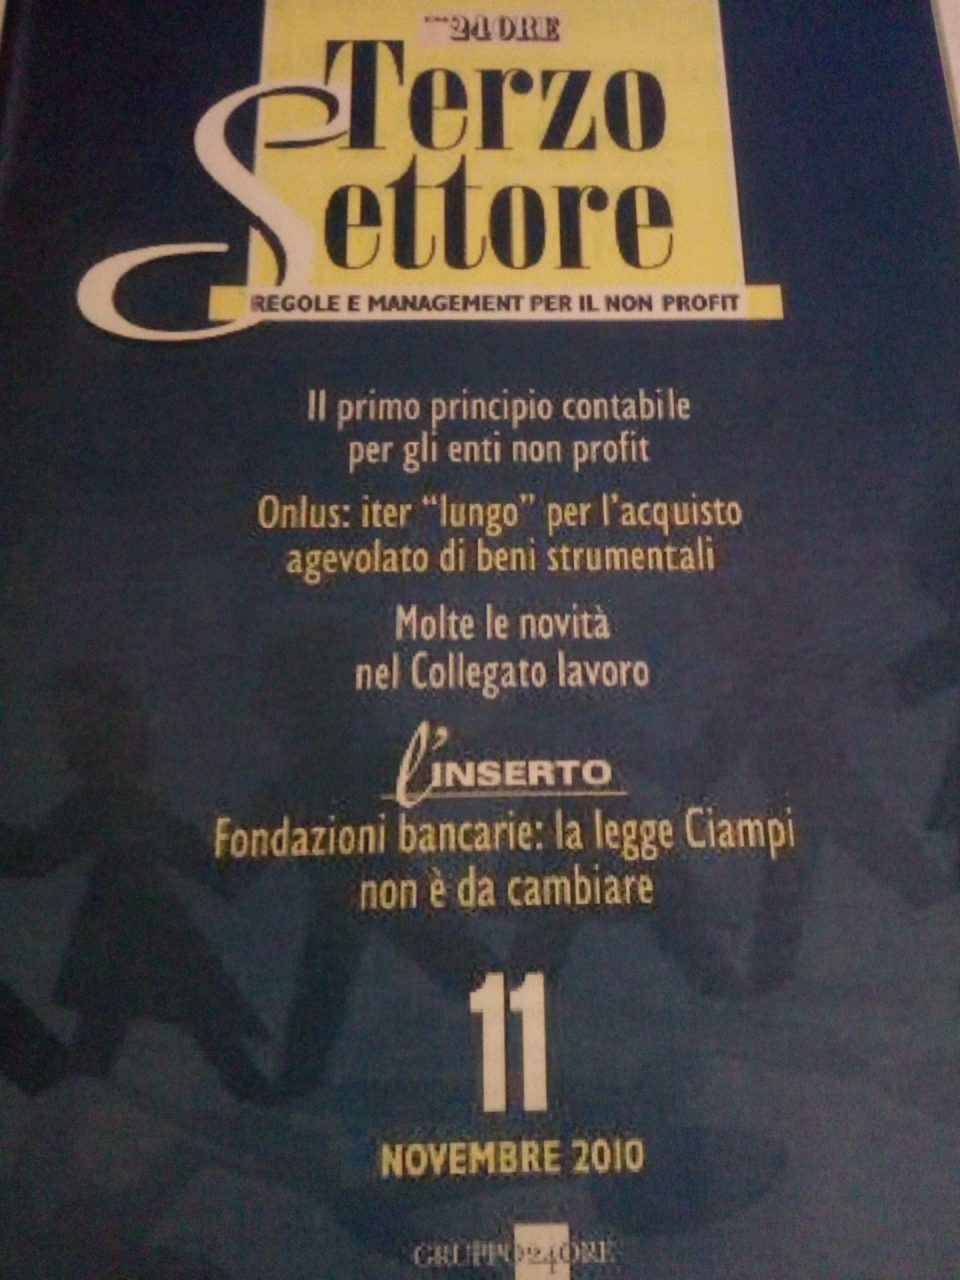 24 ORE
Terzo
Settore
REGOLE E MANAGEMENT PER IL NON PROFIT
Il primo principio contabile
per gli enti non profit
Onlus: iter “lungo” per l'acquisto
agevolato di beni strumentali
Molte le novità
nel Collegato lavoro
l'INSERTO
Fondazioni bancarie: la legge Ciampi
non è da cambiare
11
NOVEMBRE 2010
GRUPPO24ORE